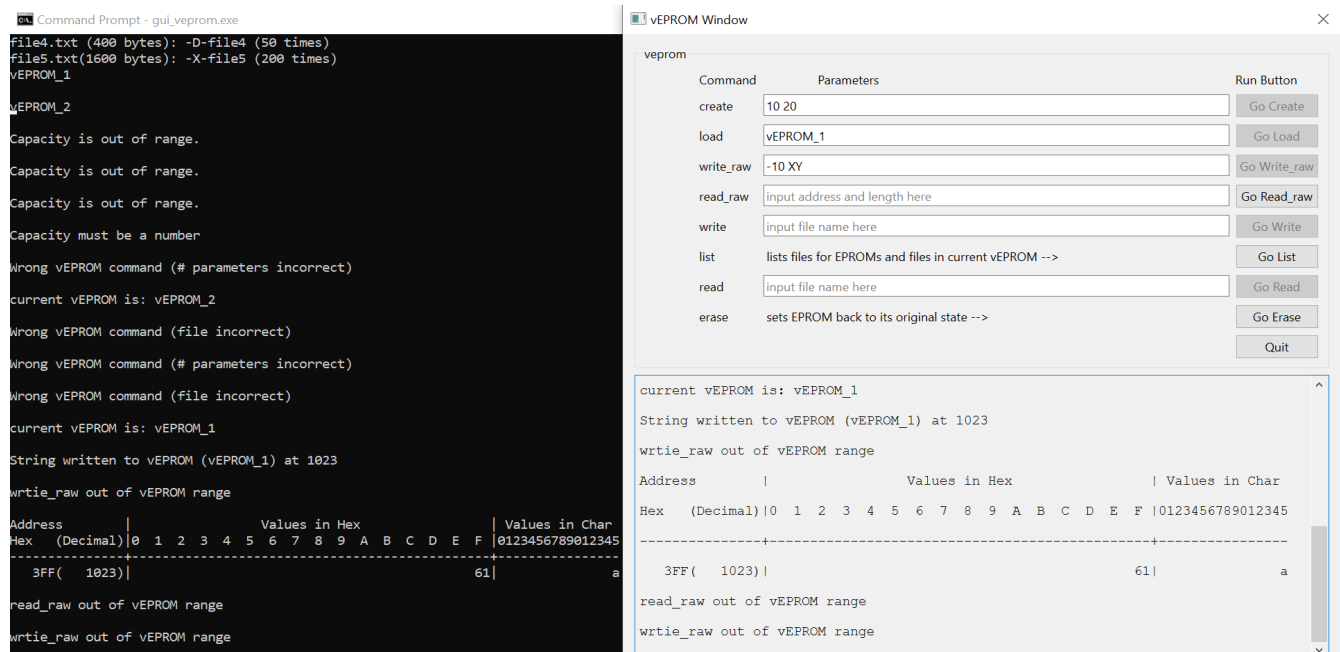 Command Prompt - gui_veprom.exe
file4.txt (400 bytes): -D-file4 (50 times)
file5.txt(1600 bytes): -X-file5 (200 times)
vEPROM_1
vEPROM_2
Capacity is out of range.
Capacity is out of range.
Capacity is out of range.
Capacity must be a number
Wrong vEPROM command (# parameters incorrect)
current vEPROM is: vEPROM_2
Wrong vEPROM command (file incorrect)
Wrong vEPROM command (# parameters incorrect)
Wrong vEPROM command (file incorrect)
current vEPROM is: vEPROM_1
String written to vEPROM (vEPROM_1) at 1023
wrtie_raw out of vEPROM range
Address | Values in Hex | Values in Char
Hex (Decimal)|0 1 2 3 4 5 6 7 8 9 A B C D E F |0123456789012345
---------------+------------------------------------------------+----------------
3FF( 1023)| 61| a
read_raw out of vEPROM range
wrtie_raw out of vEPROM range
vEPROM Window
veprom
Command Parameters Run Button
create 10 20 Go Create
load vEPROM_1 Go Load
write_raw -10 XY Go Write_raw
read_raw input address and length here Go Read_raw
write input file name here Go Write
list lists files for EPROMs and files in current vEPROM --> Go List
read input file name here Go Read
erase sets EPROM back to its original state --> Go Erase
Quit
current vEPROM is: vEPROM_1
String written to vEPROM (vEPROM_1) at 1023
wrtie_raw out of vEPROM range
Address | Values in Hex | Values in Char
Hex (Decimal)|0 1 2 3 4 5 6 7 8 9 A B C D E F |0123456789012345
---------------+------------------------------------------------+----------------
3FF( 1023)| 61| a
read_raw out of vEPROM range
wrtie_raw out of vEPROM range